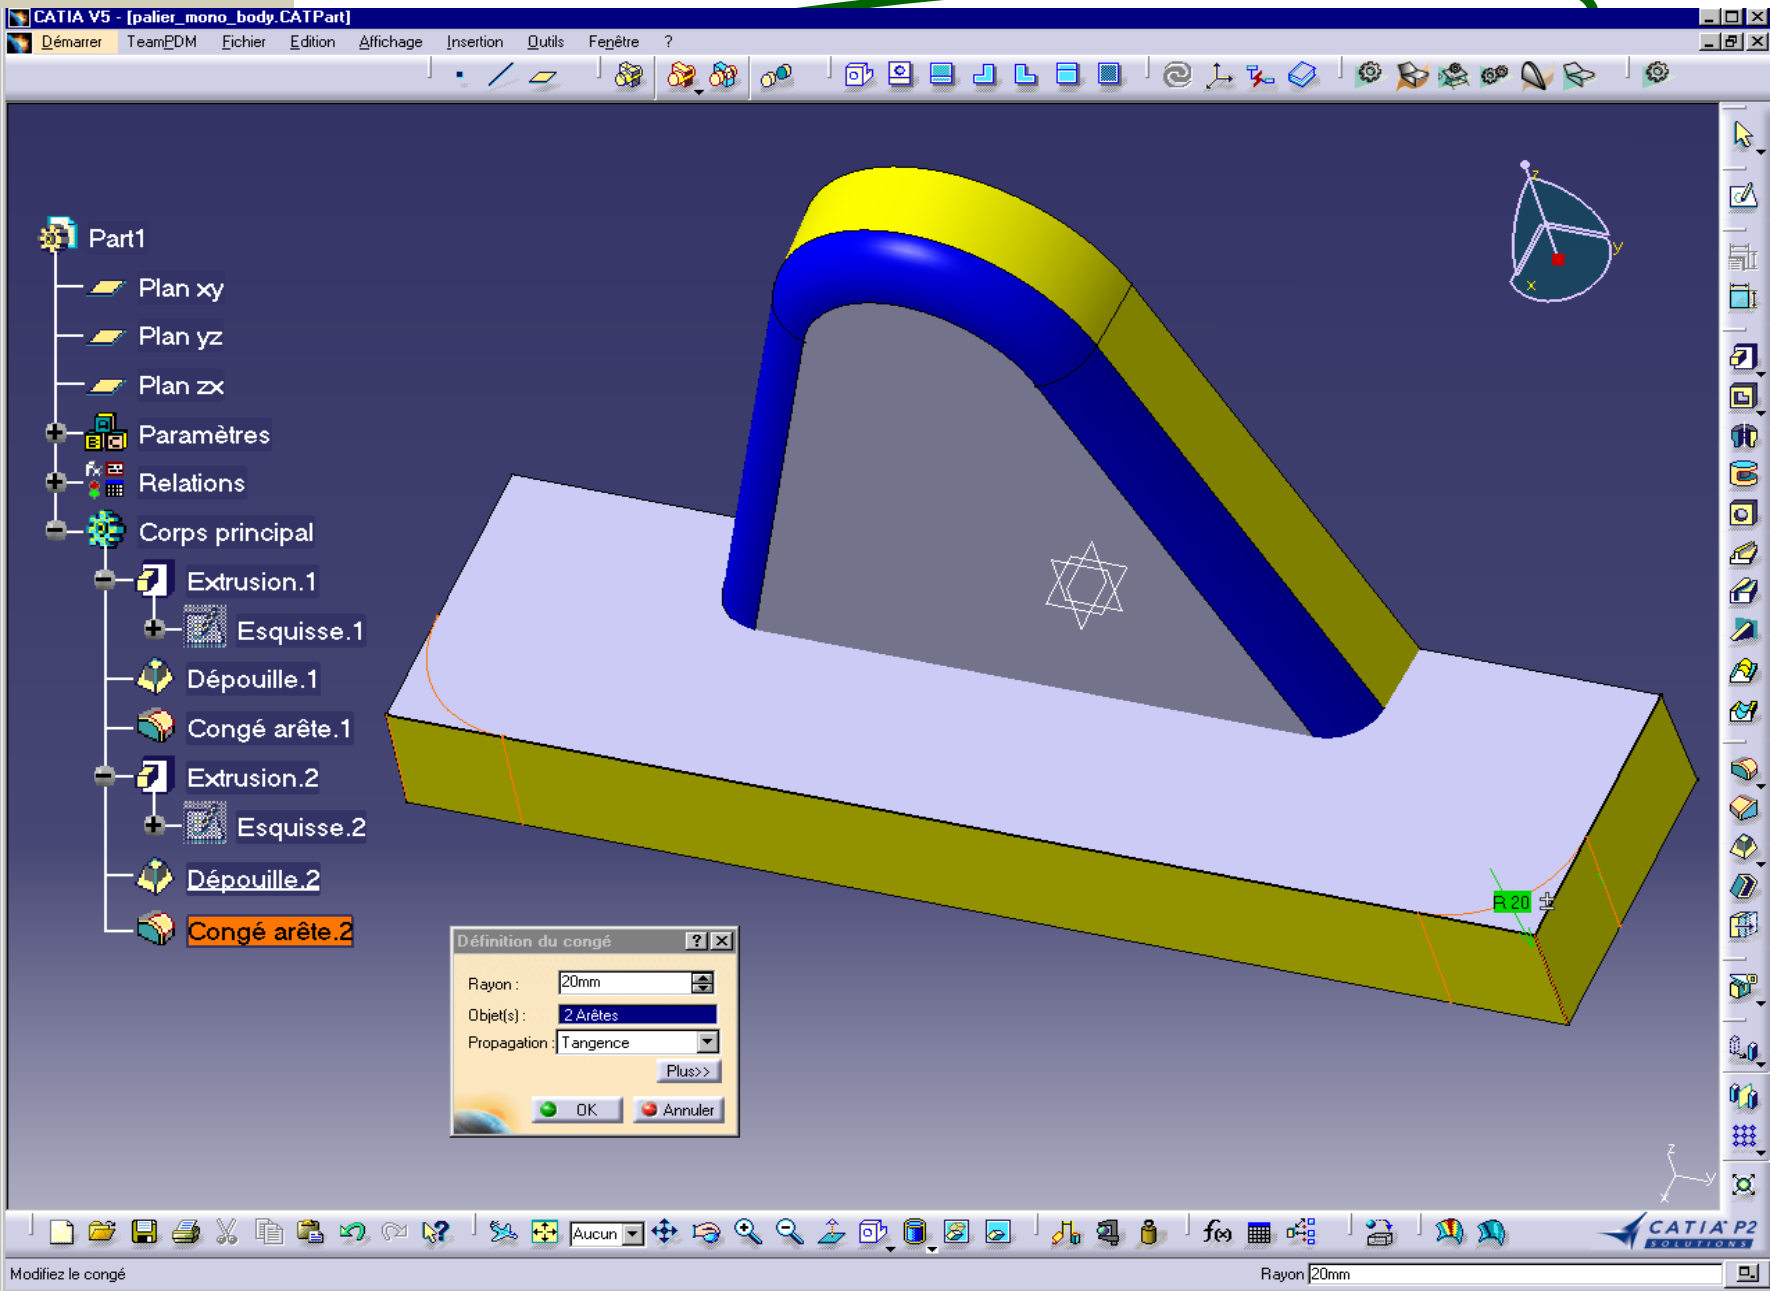 CATIA V5 - [palier_mono_body.CATPart]
Démarrer TeamPDM Fichier Edition Affichage Insertion Outils Fenêtre ?
Part1
Plan xy
Plan yz
Plan zx
Paramètres
Relations
Corps principal
Extrusion.1
Esquisse.1
Dépouille.1
Congé arête.1
Extrusion.2
Esquisse.2
Dépouille.2
Congé arête.2
z
y
x
R 20
Définition du congé
Rayon : 20mm
Objet(s) : 2 Arêtes
Propagation : Tangence
Plus>>
OK Annuler
z
y
x
Aucun
f(x)
CATIA P2
SOLUTIONS
Modifiez le congé
Rayon 20mm